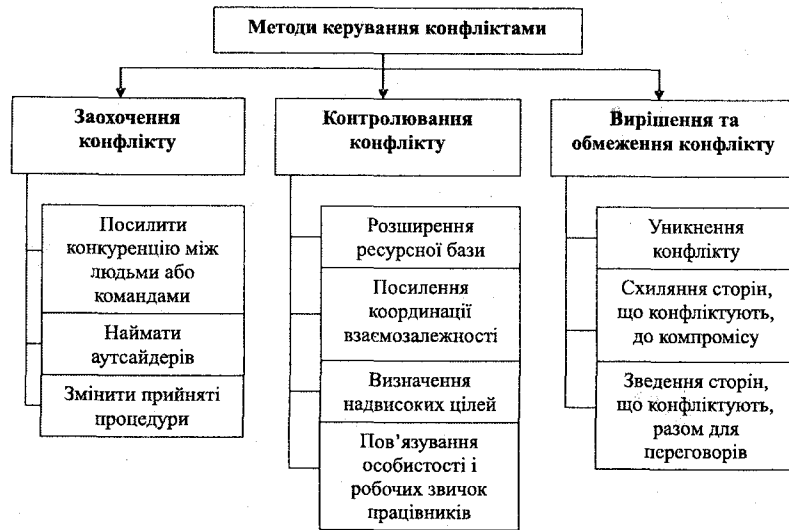 Методи керування конфліктами
Заохочення
конфлікту
Посилити
конкуренцію між
людьми або
командами
Наймати
аутсайдерів
Змінити прийняті
процедури
Контролювання
конфлікту
Розширення
ресурсної бази
Посилення
координації
взаємозалежності
Визначення
надвисоких цілей
Пов’язування
особистості і
робочих звичок
працівників
Вирішення та
обмеження конфлікту
Уникнення
конфлікту
Схиляння сторін,
що конфліктують,
до компромісу
Зведення сторін,
що конфліктують,
разом для
переговорів